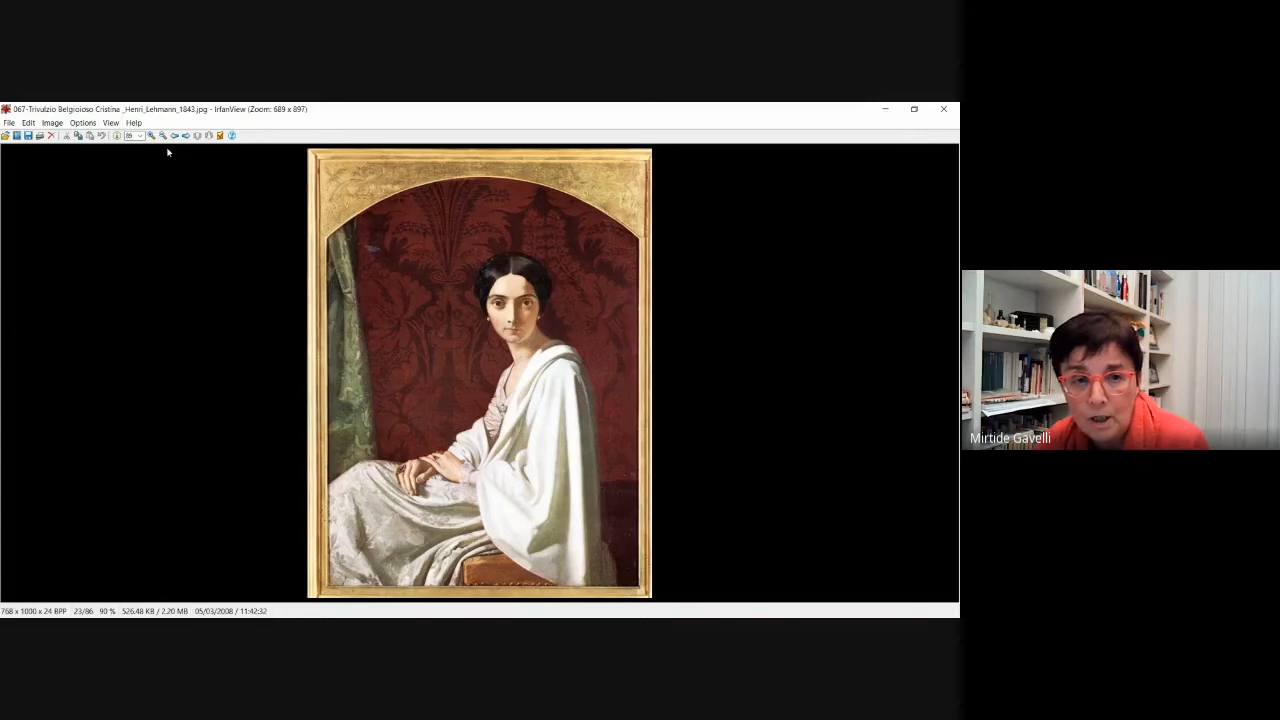 067-Trivulzio Belgioioso Cristina _Henri_Lehmann_1843.jpg - IrfanView (Zoom: 689 x 897)
File Edit Image Options View Help
89
Mirtide Gavelli
768 x 1000 x 24 BPP 23/86 90 % 526.48 KB / 2.20 MB 05/03/2008 / 11:42:32